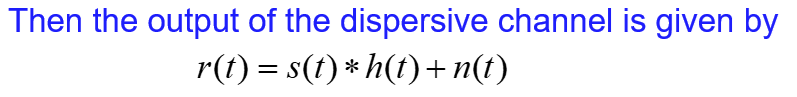 Then the output of the dispersive channel is given by
r(t) = s(t) * h(t) + n(t)